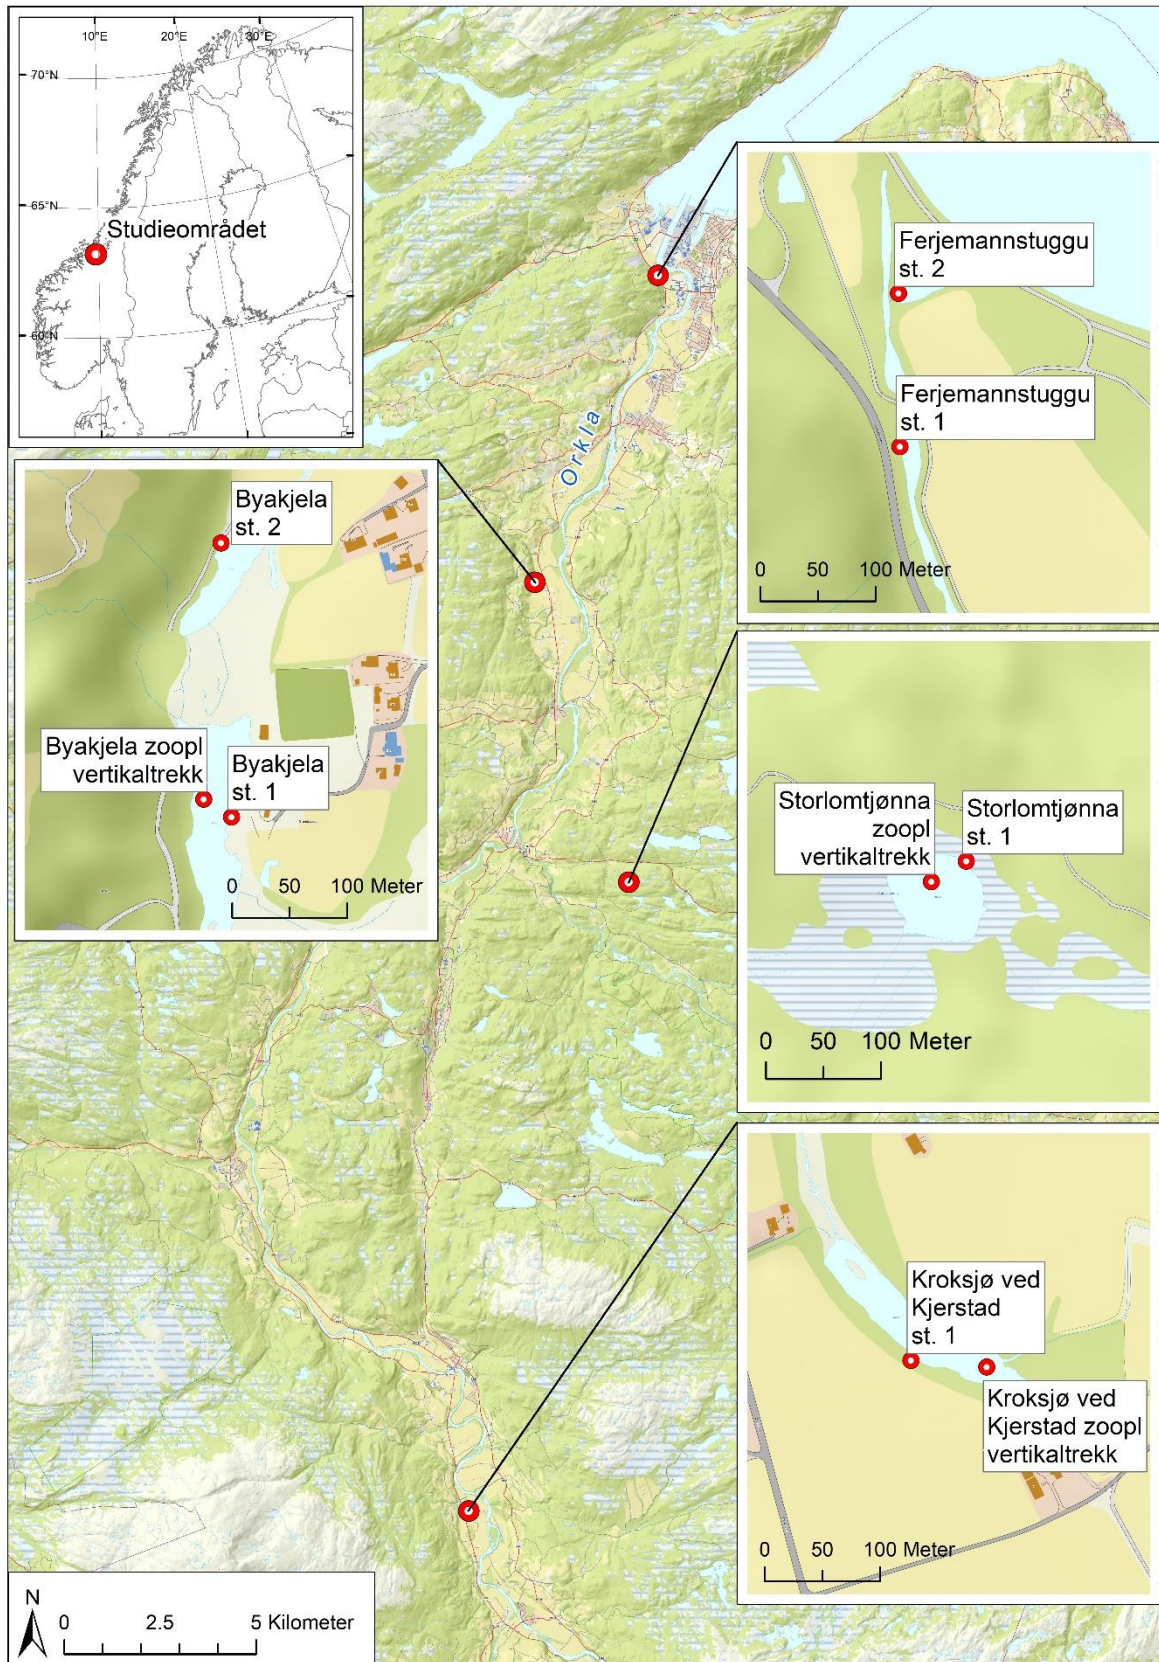 10°E
20°E
30°E
70°N
65°N
60°N
Studieområdet
Orkla
Ferjemannstuggu
st. 2
Ferjemannstuggu
st. 1
0 50 100 Meter
Byakjela
st. 2
Byakjela zoopl
vertikaltrekk
Byakjela
st. 1
0 50 100 Meter
Storlomtjønna
zoopl
vertikaltrekk
Storlomtjønna
st. 1
0 50 100 Meter
Kroksjø ved
Kjerstad
st. 1
Kroksjø ved
Kjerstad zoopl
vertikaltrekk
0 50 100 Meter
N
0 2.5 5 Kilometer